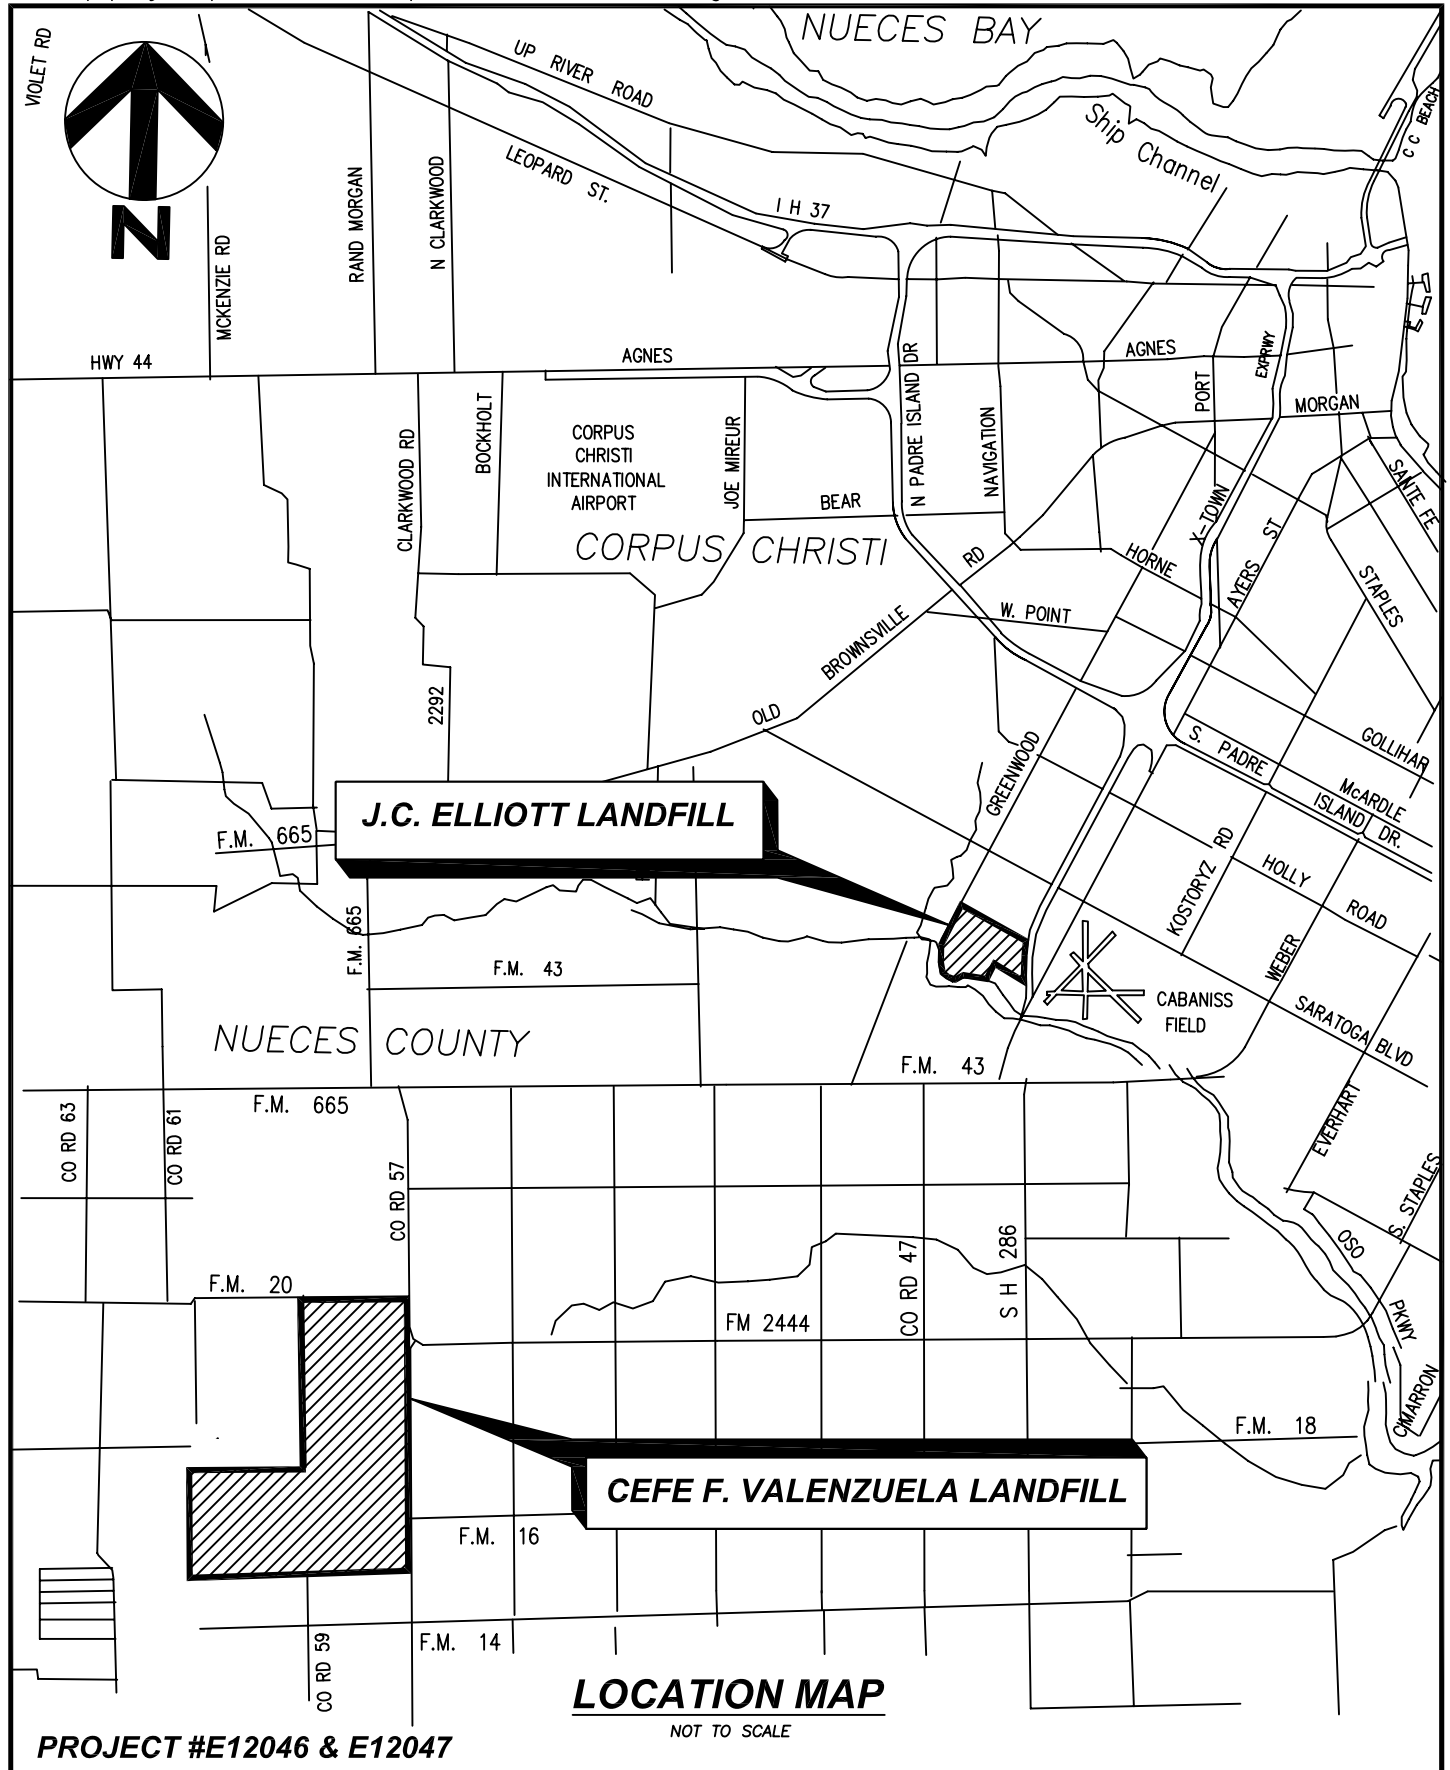 NUECES BAY
VIOLET RD
UP RIVER ROAD
Ship Channel
C C BEACH
LEOPARD ST.
N
MCKENZIE RD
RAND MORGAN
N CLARKWOOD
I H 37
HWY 44
AGNES
N PADRE ISLAND DR
AGNES
EXPRWY
PORT
MORGAN
CLARKWOOD RD
BOCKHOLT
CORPUS
CHRISTI
INTERNATIONAL
AIRPORT
JOE MIREUR
NAVIGATION
BEAR
SANTE FE
X-TOWN
CORPUS CHRISTI
RD
HORNE
AYERS ST
STAPLES
W. POINT
BROWNSVILLE
OLD
2292
GREENWOOD
S. PADRE
ISLAND DR.
GOLLIHAR
McARDLE
J.C. ELLIOTT LANDFILL
F.M. 665
KOSTORYZ RD
HOLLY
ROAD
F.M. 665
F.M. 43
WEBER
CABANISS
FIELD
SARATOGA BLVD
NUECES COUNTY
F.M. 43
F.M. 665
CO RD 63
CO RD 61
CO RD 57
EVERHART
S. STAPLES
OSO
PKWY
F.M. 20
CO RD 47
S H 286
FM 2444
CIMARRON
F.M. 18
CEFE F. VALENZUELA LANDFILL
F.M. 16
F.M. 14
CO RD 59
LOCATION MAP
NOT TO SCALE
PROJECT #E12046 & E12047